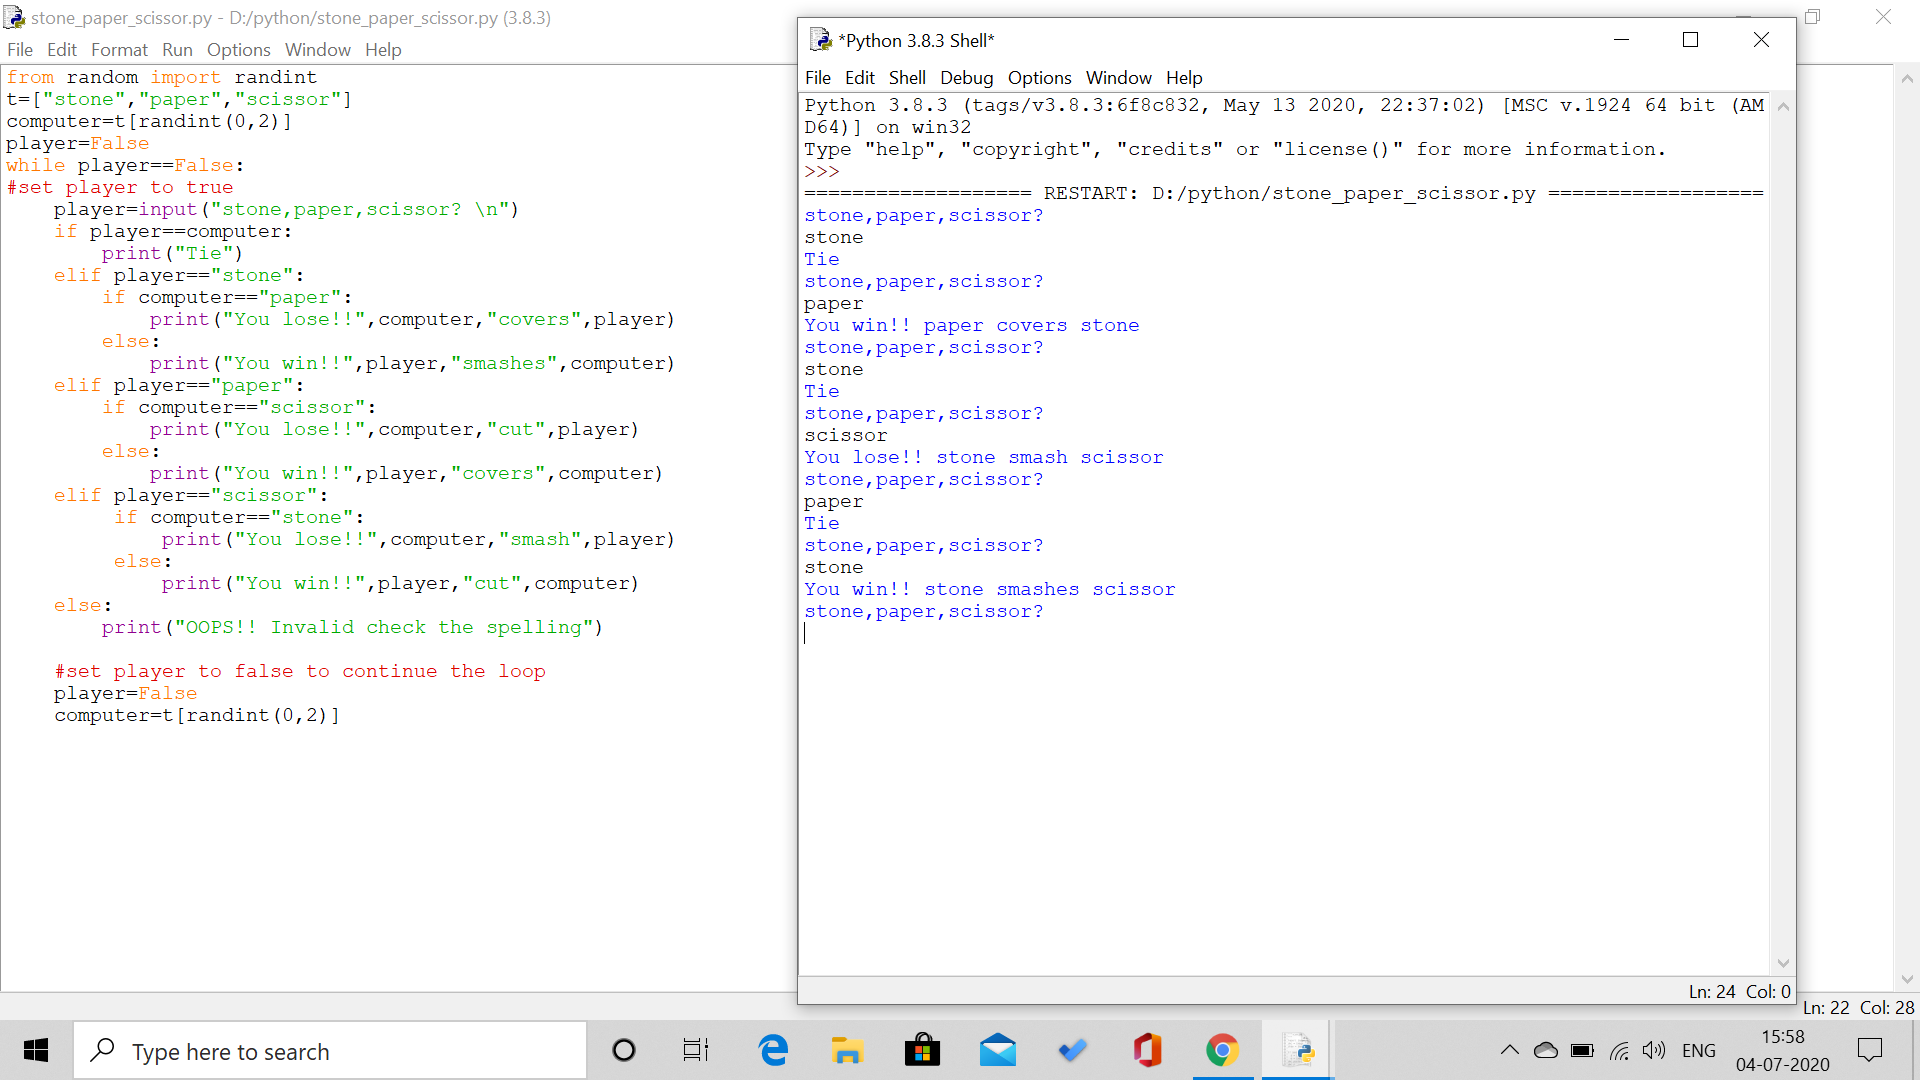 stone_paper_scissor.py - D:/python/stone_paper_scissor.py (3.8.3)
File Edit Format Run Options Window Help
from random import randint
t=["stone","paper","scissor"]
computer=t[randint(0,2)]
player=False
while player==False:
#set player to true
    player=input("stone,paper,scissor? \n")
    if player==computer:
        print("Tie")
    elif player=="stone":
        if computer=="paper":
            print("You lose!!",computer,"covers",player)
        else:
            print("You win!!",player,"smashes",computer)
    elif player=="paper":
        if computer=="scissor":
            print("You lose!!",computer,"cut",player)
        else:
            print("You win!!",player,"covers",computer)
    elif player=="scissor":
         if computer=="stone":
             print("You lose!!",computer,"smash",player)
         else:
             print("You win!!",player,"cut",computer)
    else:
        print("OOPS!! Invalid check the spelling")
    #set player to false to continue the loop
    player=False
    computer=t[randint(0,2)]
*Python 3.8.3 Shell*
File Edit Shell Debug Options Window Help
Python 3.8.3 (tags/v3.8.3:6f8c832, May 13 2020, 22:37:02) [MSC v.1924 64 bit (AM
D64)] on win32
Type "help", "copyright", "credits" or "license()" for more information.
>>>
=================== RESTART: D:/python/stone_paper_scissor.py ==================
stone,paper,scissor?
stone
Tie
stone,paper,scissor?
paper
You win!! paper covers stone
stone,paper,scissor?
stone
Tie
stone,paper,scissor?
scissor
You lose!! stone smash scissor
stone,paper,scissor?
paper
Tie
stone,paper,scissor?
stone
You win!! stone smashes scissor
stone,paper,scissor?
Ln: 24 Col: 0
Ln: 22 Col: 28
Type here to search
ENG
15:58
04-07-2020